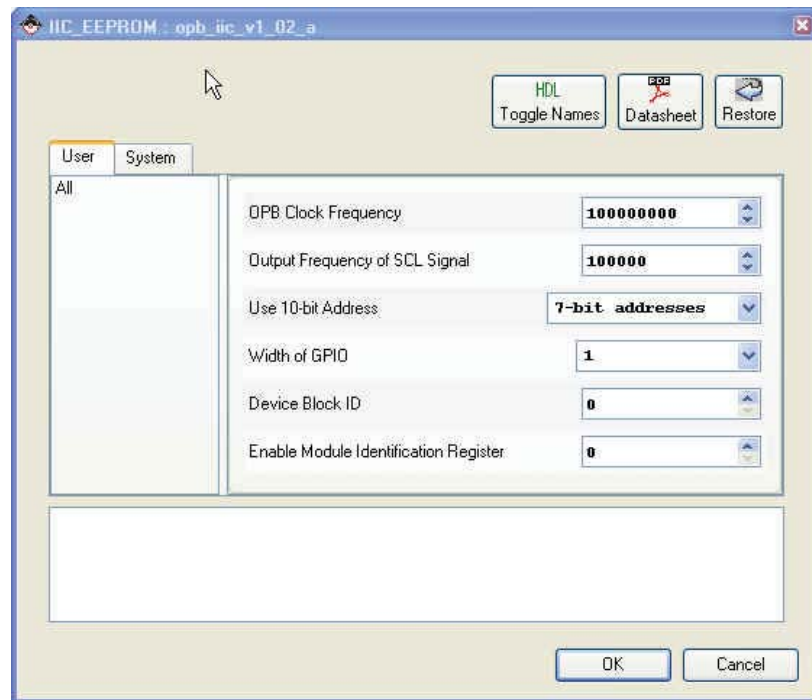 IIC_EEPROM : opb_iic_v1_02_a
HDL
Toggle Names
PDF
Datasheet
Restore
User
System
All
OPB Clock Frequency
100000000
Output Frequency of SCL Signal
100000
Use 10-bit Address
7-bit addresses
Width of GPIO
1
Device Block ID
0
Enable Module Identification Register
0
OK
Cancel